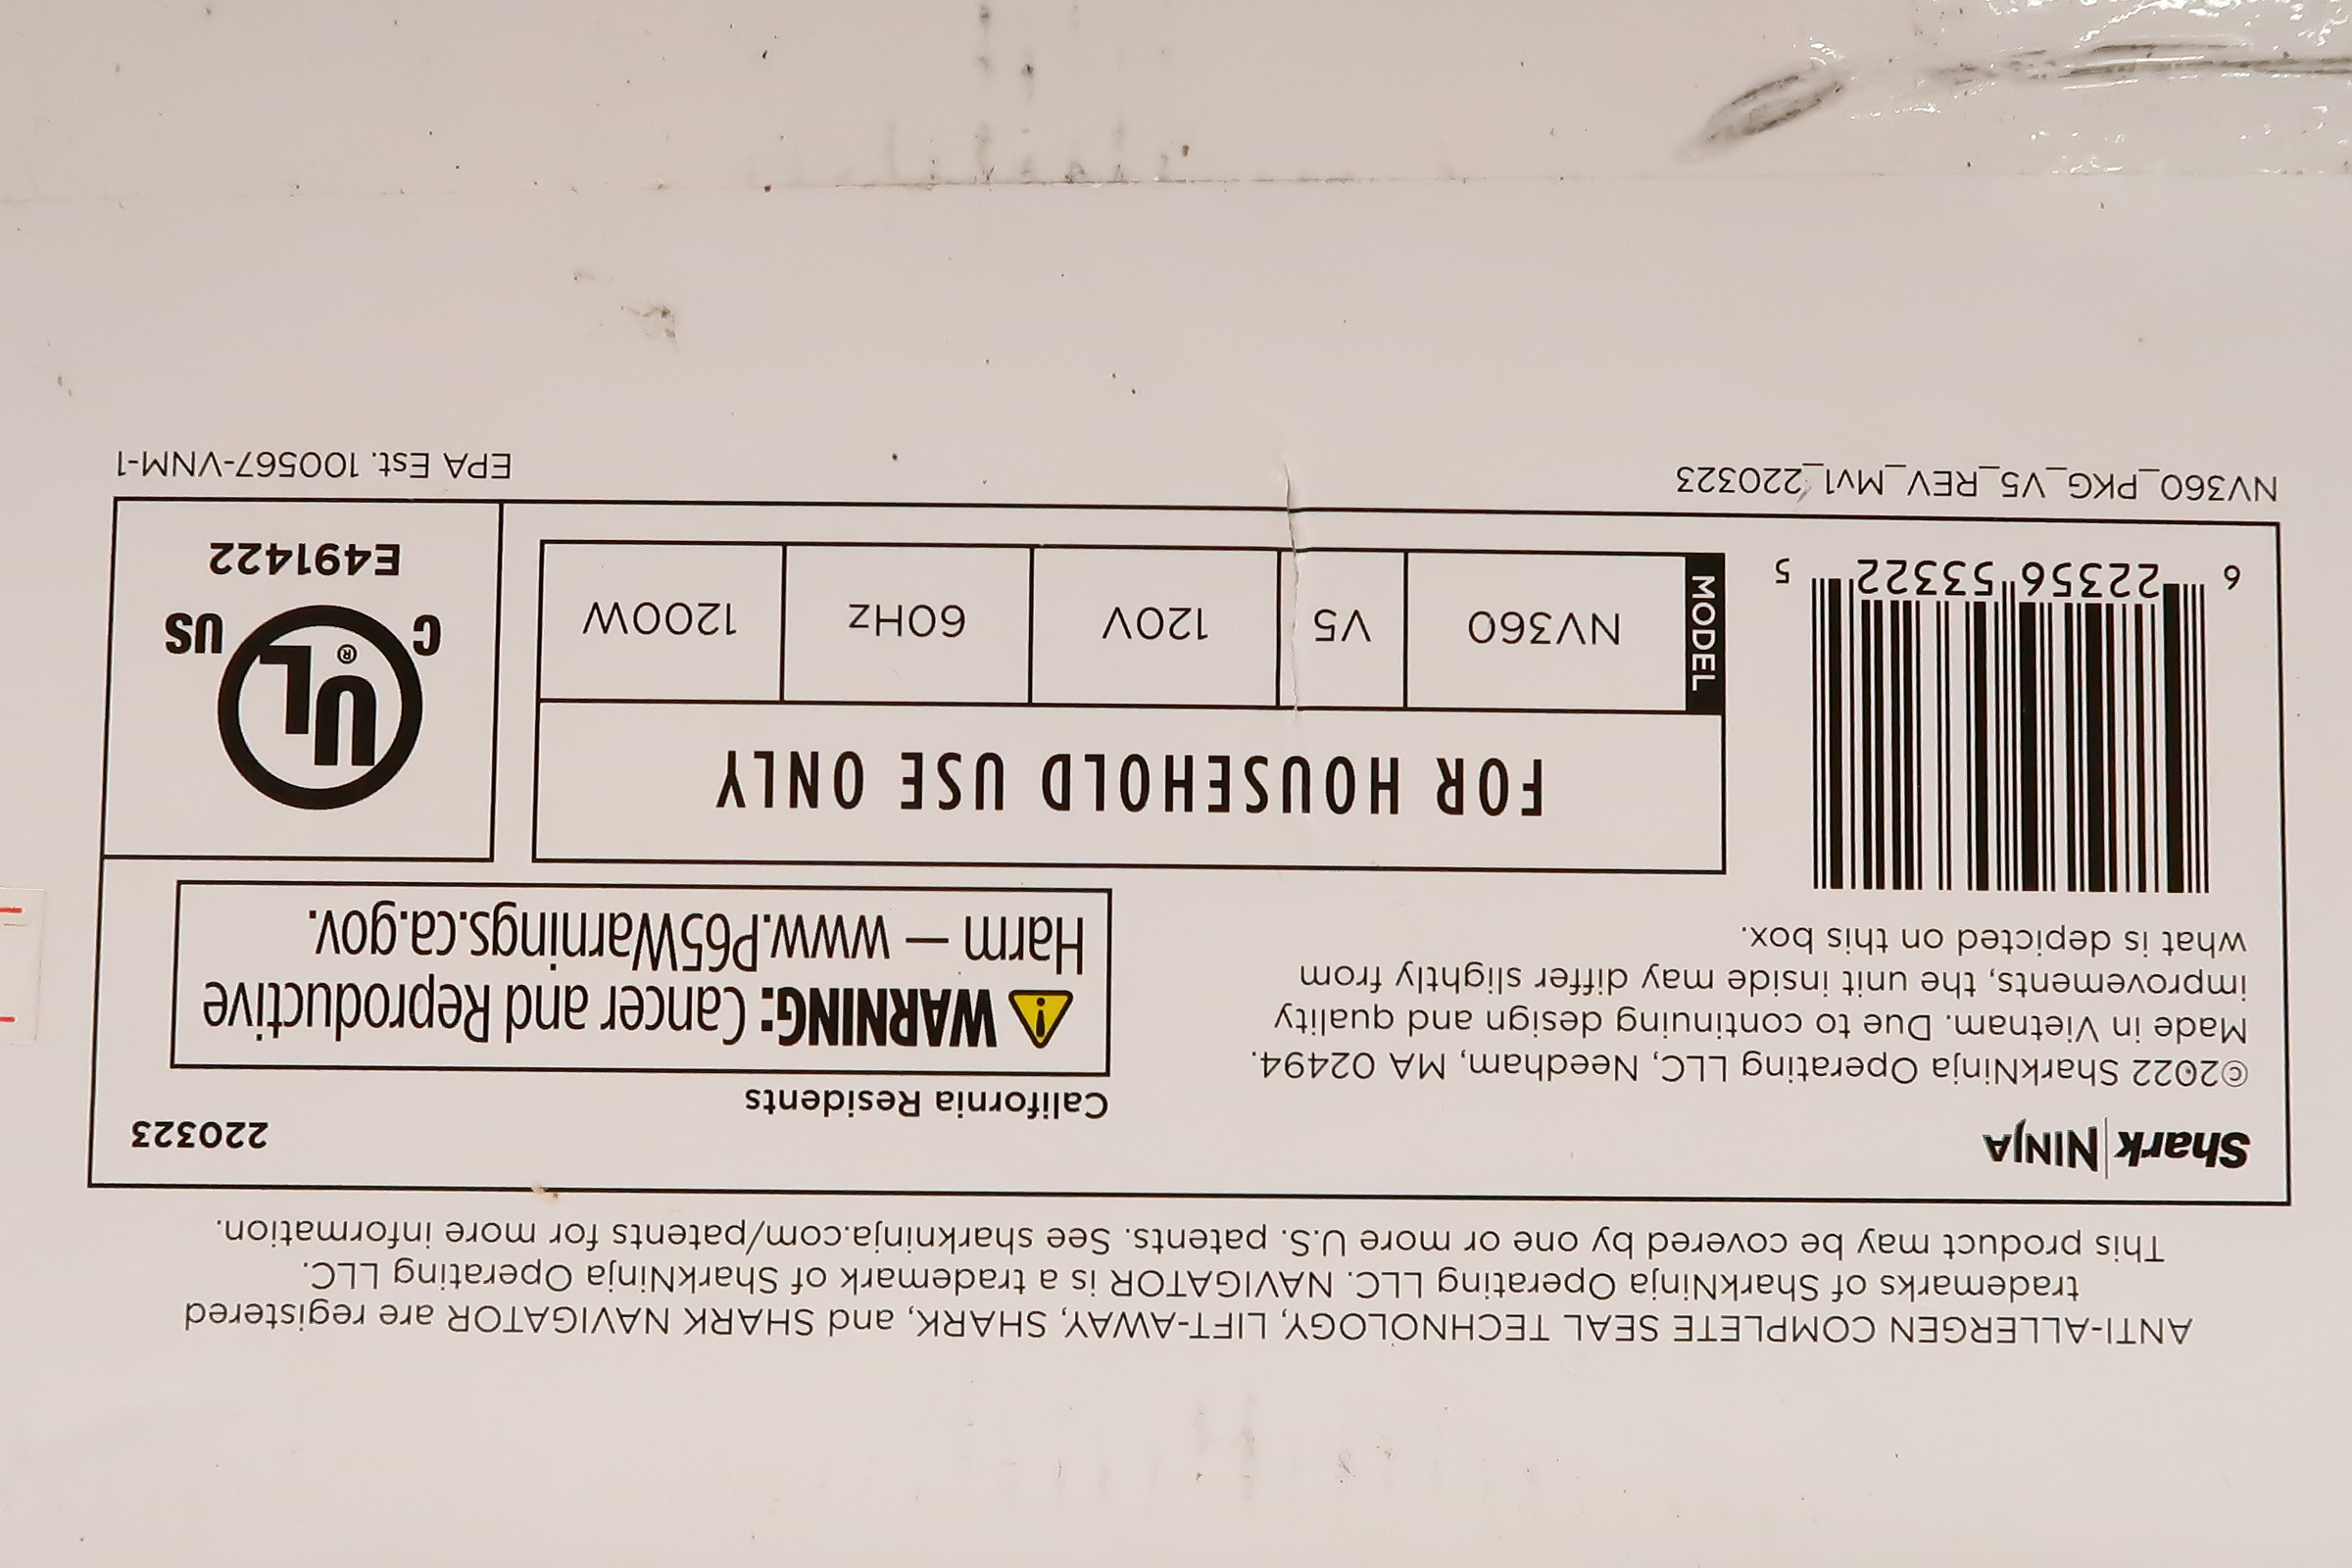 ANTI-ALLERGEN COMPLETE SEAL TECHNOLOGY, LIFT-AWAY, SHARK, and SHARK NAVIGATOR are registered
trademarks of SharkNinja Operating LLC. NAVIGATOR is a trademark of SharkNinja Operating LLC.
This product may be covered by one or more U.S. patents. See sharkninja.com/patents for more information.
Shark|NINJA
©2022 SharkNinja Operating LLC, Needham, MA 02494.
Made in Vietnam. Due to continuing design and quality
improvements, the unit inside may differ slightly from
what is depicted on this box.
220323
California Residents
WARNING: Cancer and Reproductive
Harm – www.P65Warnings.ca.gov.
6 22356 53322 5
FOR HOUSEHOLD USE ONLY
MODEL
NV360
V5
120V
60Hz
1200W
C UL® US
E491422
NV360_PKG_V5_REV_Mv1_220323
EPA Est. 100567-VNM-1